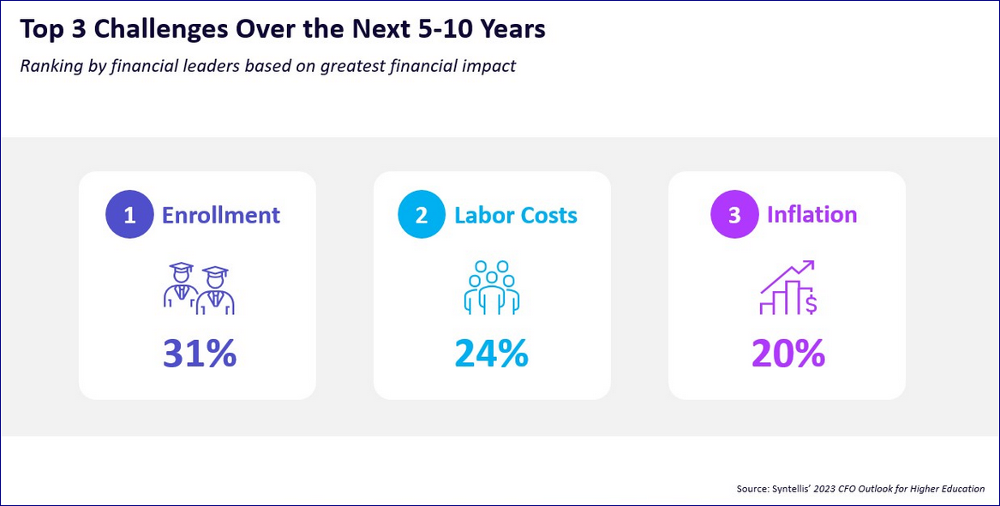 Top 3 Challenges Over the Next 5-10 Years
Ranking by financial leaders based on greatest financial impact
1 Enrollment
31%
2 Labor Costs
24%
3 Inflation
$
20%
Source: Syntellis’ 2023 CFO Outlook for Higher Education